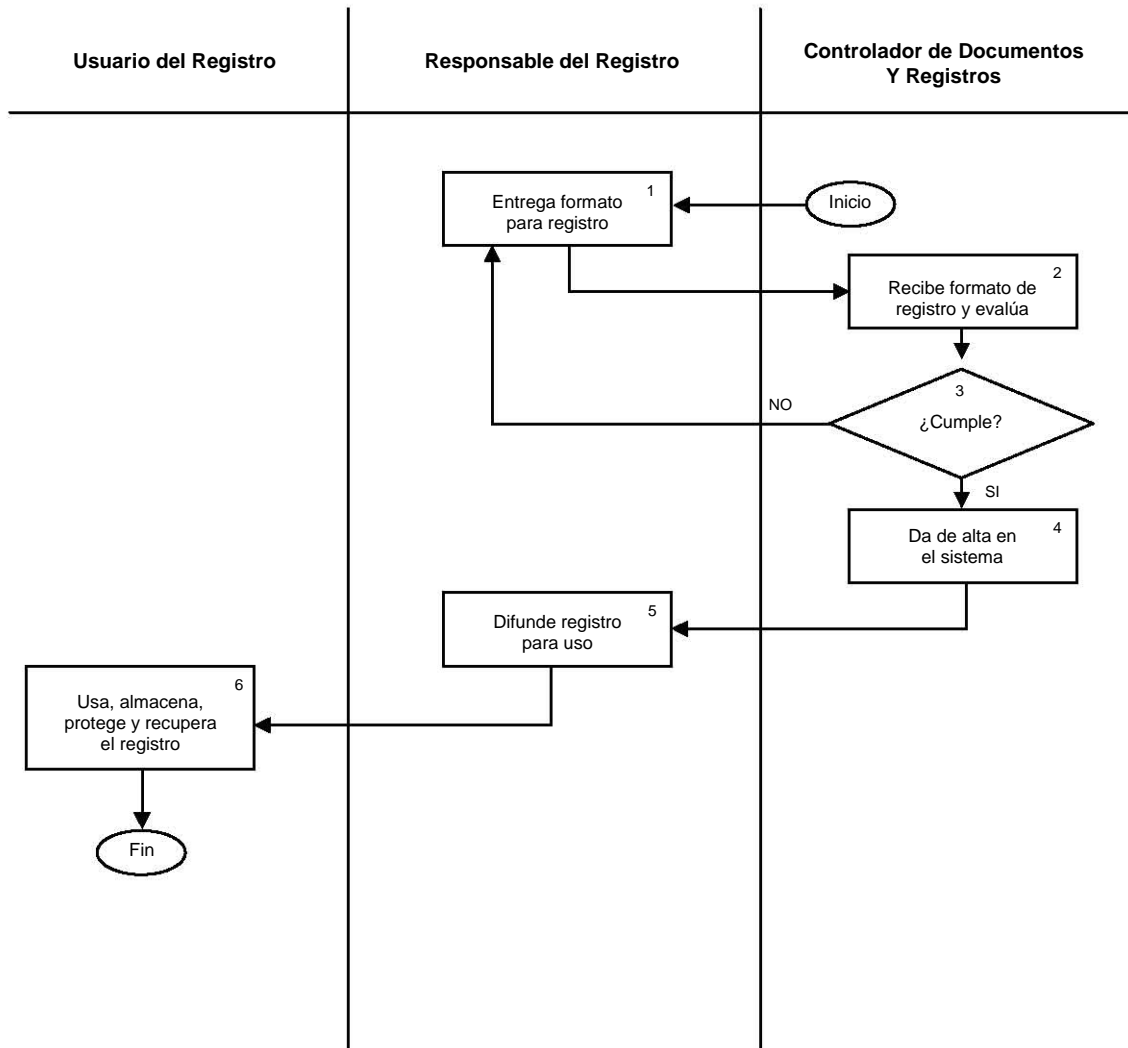 Usuario del Registro
Responsable del Registro
Controlador de Documentos
Y Registros
1
Entrega formato
para registro
Inicio
2
Recibe formato de
registro y evalúa
3
¿Cumple?
NO
SI
4
Da de alta en
el sistema
5
Difunde registro
para uso
6
Usa, almacena,
protege y recupera
el registro
Fin